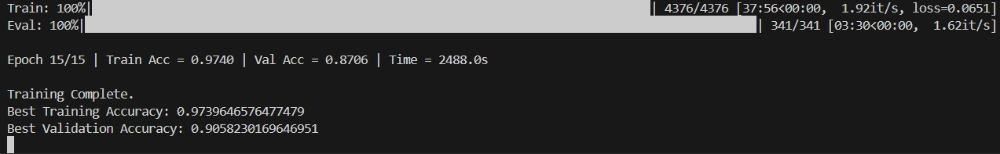 Train: 100%| | 4376/4376 [37:56<00:00, 1.92it/s, loss=0.0651]
Eval: 100%| | 341/341 [03:30<00:00, 1.62it/s]
Epoch 15/15 | Train Acc = 0.9740 | Val Acc = 0.8706 | Time = 2488.0s
Training Complete.
Best Training Accuracy: 0.9739646576477479
Best Validation Accuracy: 0.9058230169646951